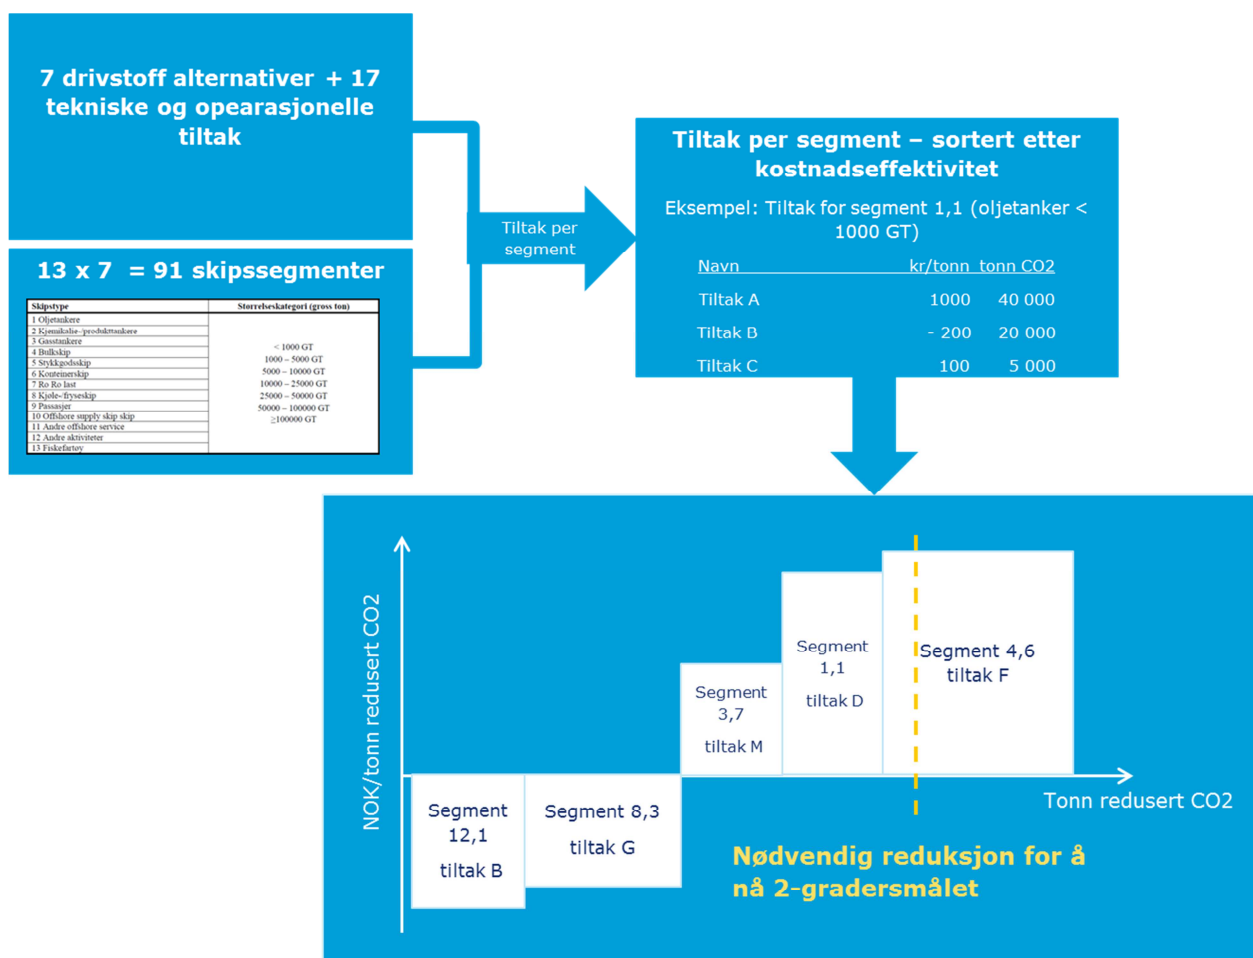 7 drivstoff alternativer + 17
tekniske og opearasjonelle
tiltak
13 x 7 = 91 skipssegmenter
Skipstype Størrelseskategori (gross ton)
1 Oljetankere
2 Kjemikalie-/produkttankere
3 Gasstankere
4 Bulkskip
5 Stykkgodsskip
6 Konteinerskip
7 Ro Ro last
8 Kjøle-/fryseskip
9 Passasjer
10 Offshore supply skip skip
11 Andre offshore service
12 Andre aktiviteter
13 Fiskefartøy
< 1000 GT
1000 – 5000 GT
5000 – 10000 GT
10000 – 25000 GT
25000 – 50000 GT
50000 – 100000 GT
≥100000 GT
Tiltak per
segment
Tiltak per segment – sortert etter
kostnadseffektivitet
Eksempel: Tiltak for segment 1,1 (oljetanker <
1000 GT)
Navn kr/tonn tonn CO2
Tiltak A 1000 40 000
Tiltak B - 200 20 000
Tiltak C 100 5 000
NOK/tonn redusert CO2
Segment
12,1
tiltak B
Segment 8,3
tiltak G
Segment
3,7
tiltak M
Segment
1,1
tiltak D
Segment 4,6
tiltak F
Tonn redusert CO2
Nødvendig reduksjon for å
nå 2-gradersmålet